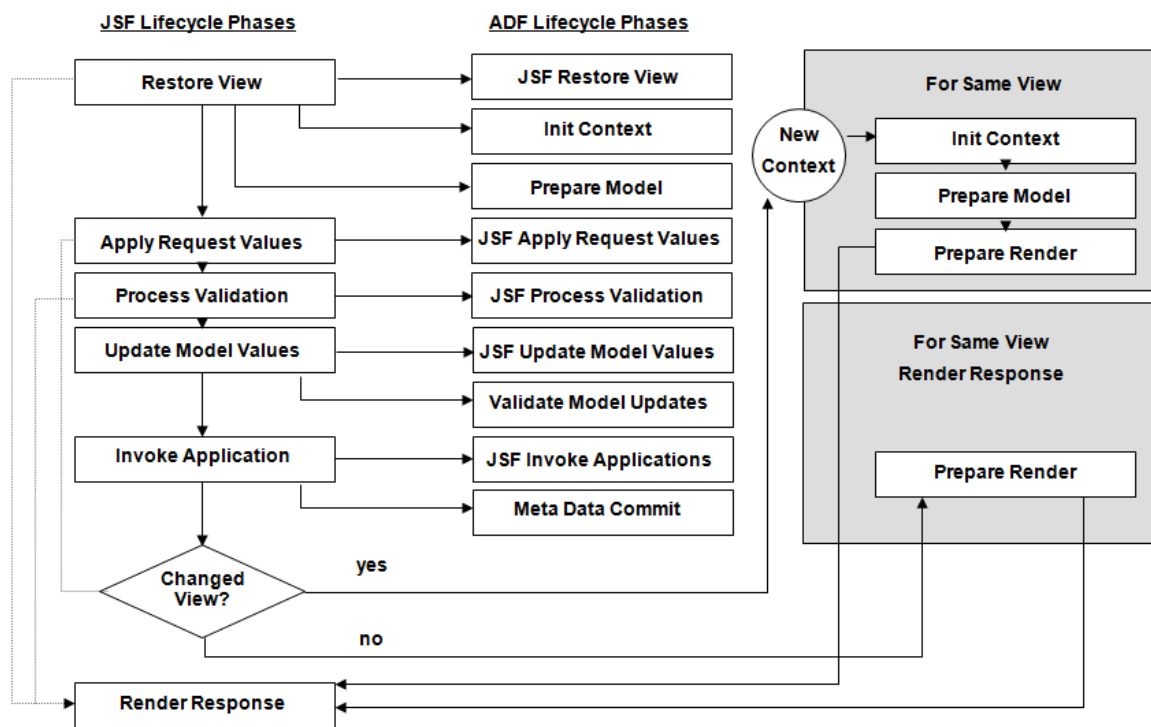 JSF Lifecycle Phases
ADF Lifecycle Phases
Restore View
JSF Restore View
Init Context
Prepare Model
Apply Request Values
JSF Apply Request Values
Process Validation
JSF Process Validation
Update Model Values
JSF Update Model Values
Validate Model Updates
Invoke Application
JSF Invoke Applications
Meta Data Commit
Changed
View?
yes
no
Render Response
New
Context
For Same View
Init Context
Prepare Model
Prepare Render
For Same View
Render Response
Prepare Render